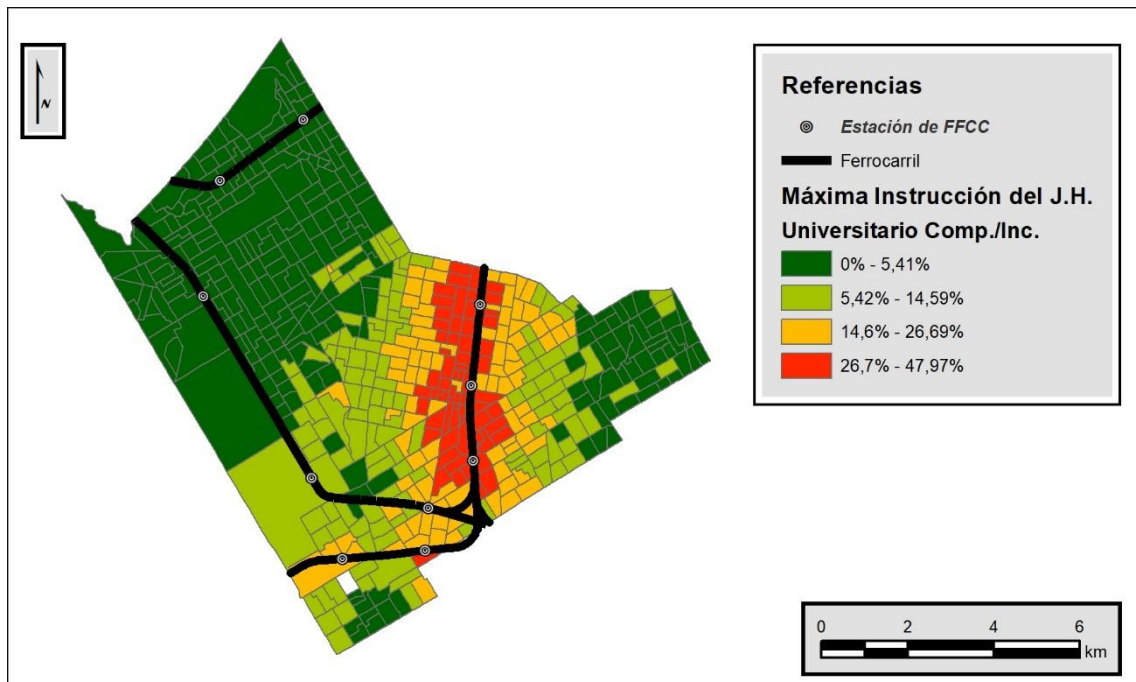 N
Referencias
Estación de FFCC
Ferrocarril
Máxima Instrucción del J.H.
Universitario Comp./Inc.
0% - 5,41%
5,42% - 14,59%
14,6% - 26,69%
26,7% - 47,97%
0 2 4 6
km